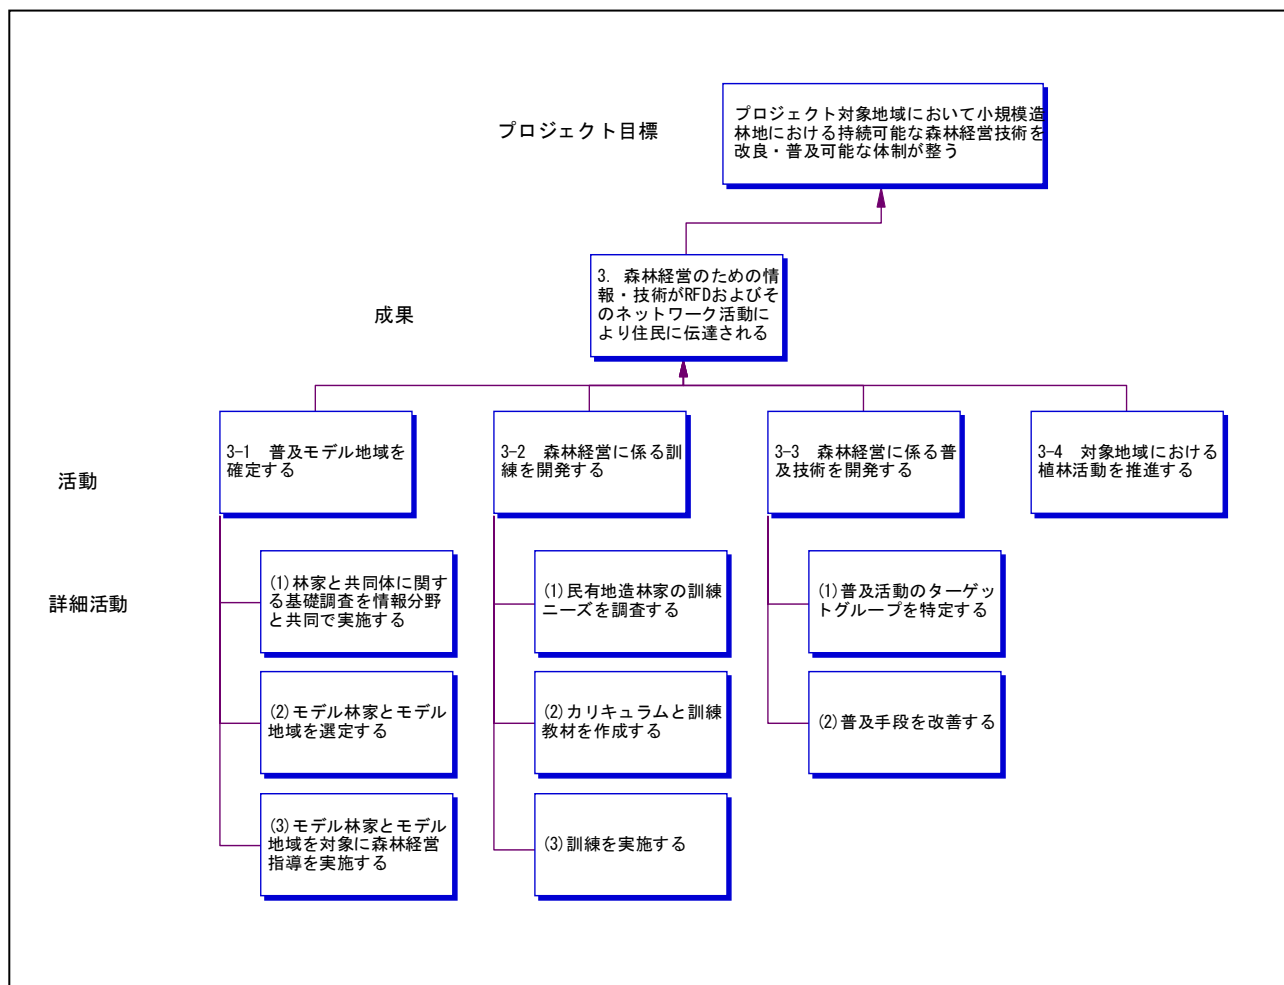 プロジェクト目標
プロジェクト対象地域において小規模造
林地における持続可能な森林経営技術を
改良・普及可能な体制が整う
成果
3. 森林経営のための情
報・技術がRFDおよびそ
のネットワーク活動に
より住民に伝達される
活動
3-1 普及モデル地域を
確定する
3-2 森林経営に係る訓
練を開発する
3-3 森林経営に係る普
及技術を開発する
3-4 対象地域における
植林活動を推進する
詳細活動
(1)林家と共同体に関す
る基礎調査を情報分野
と共同で実施する
(1)民有地造林家の訓練
ニーズを調査する
(1)普及活動のターゲッ
トグループを特定する
(2)モデル林家とモデル
地域を選定する
(2)カリキュラムと訓練
教材を作成する
(2)普及手段を改善する
(3)モデル林家とモデル
地域を対象に森林経営
指導を実施する
(3)訓練を実施する